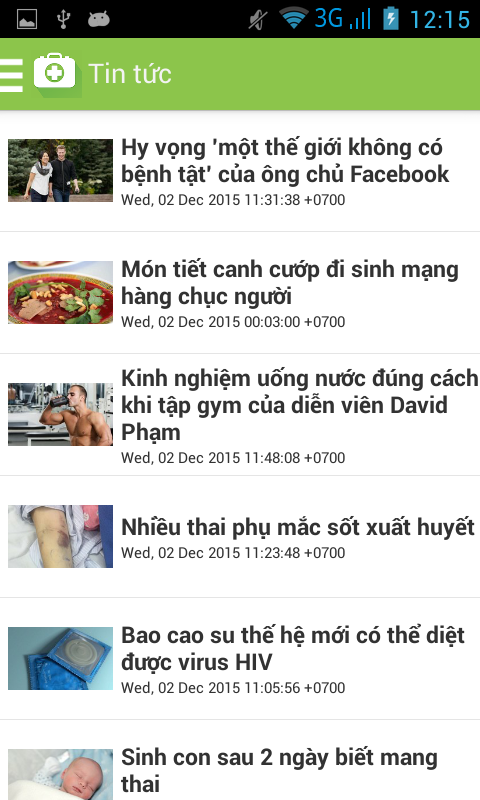 3G 12:15
Tin tức
Hy vọng 'một thế giới không có
bệnh tật' của ông chủ Facebook
Wed, 02 Dec 2015 11:31:38 +0700
Món tiết canh cướp đi sinh mạng
hàng chục người
Wed, 02 Dec 2015 00:03:00 +0700
Kinh nghiệm uống nước đúng cách
khi tập gym của diễn viên David
Phạm
Wed, 02 Dec 2015 11:48:08 +0700
Nhiều thai phụ mắc sốt xuất huyết
Wed, 02 Dec 2015 11:23:48 +0700
Bao cao su thế hệ mới có thể diệt
được virus HIV
Wed, 02 Dec 2015 11:05:56 +0700
Sinh con sau 2 ngày biết mang
thai